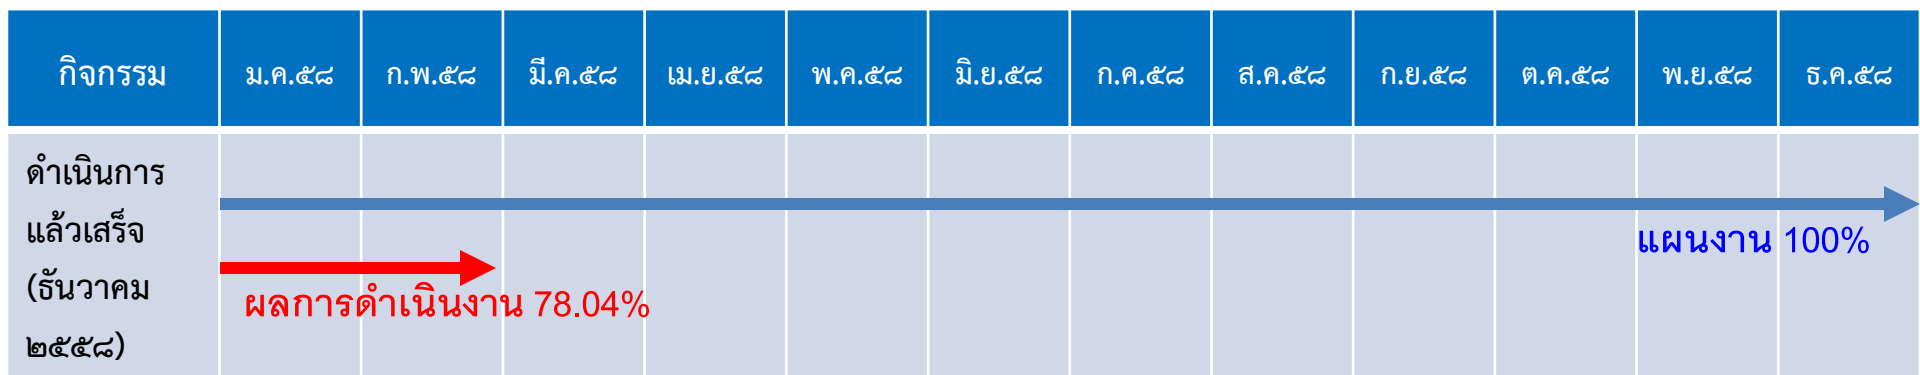 กิจกรรม ม.ค.๕๘ ก.พ.๕๘ มี.ค.๕๘ เม.ย.๕๘ พ.ค.๕๘ มิ.ย.๕๘ ก.ค.๕๘ ส.ค.๕๘ ก.ย.๕๘ ต.ค.๕๘ พ.ย.๕๘ ธ.ค.๕๘
ดำเนินการ
แล้วเสร็จ
(ธันวาคม
๒๕๕๘)
แผนงาน 100%
ผลการดำเนินงาน 78.04%